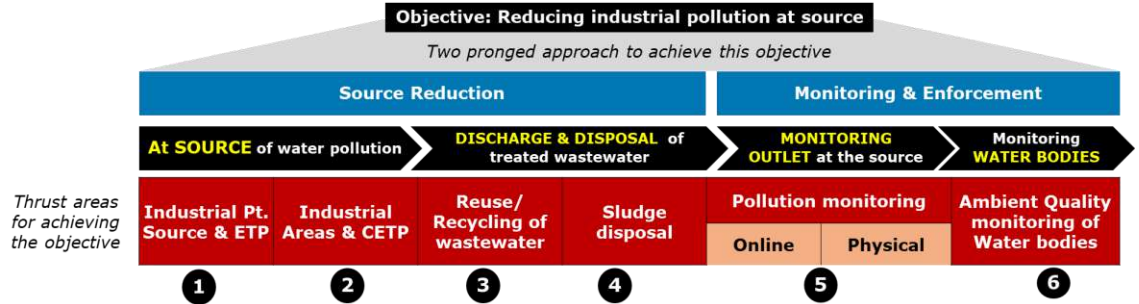 Objective: Reducing industrial pollution at source
Two pronged approach to achieve this objective
Source Reduction
Monitoring & Enforcement
At SOURCE of water pollution
DISCHARGE & DISPOSAL of
treated wastewater
MONITORING
OUTLET at the source
Monitoring
WATER BODIES
Thrust areas
for achieving
the objective
Industrial Pt.
Source & ETP
Industrial
Areas & CETP
Reuse/
Recycling of
wastewater
Sludge
disposal
Pollution monitoring
Online
Physical
Ambient Quality
monitoring of
Water bodies
1
2
3
4
5
6